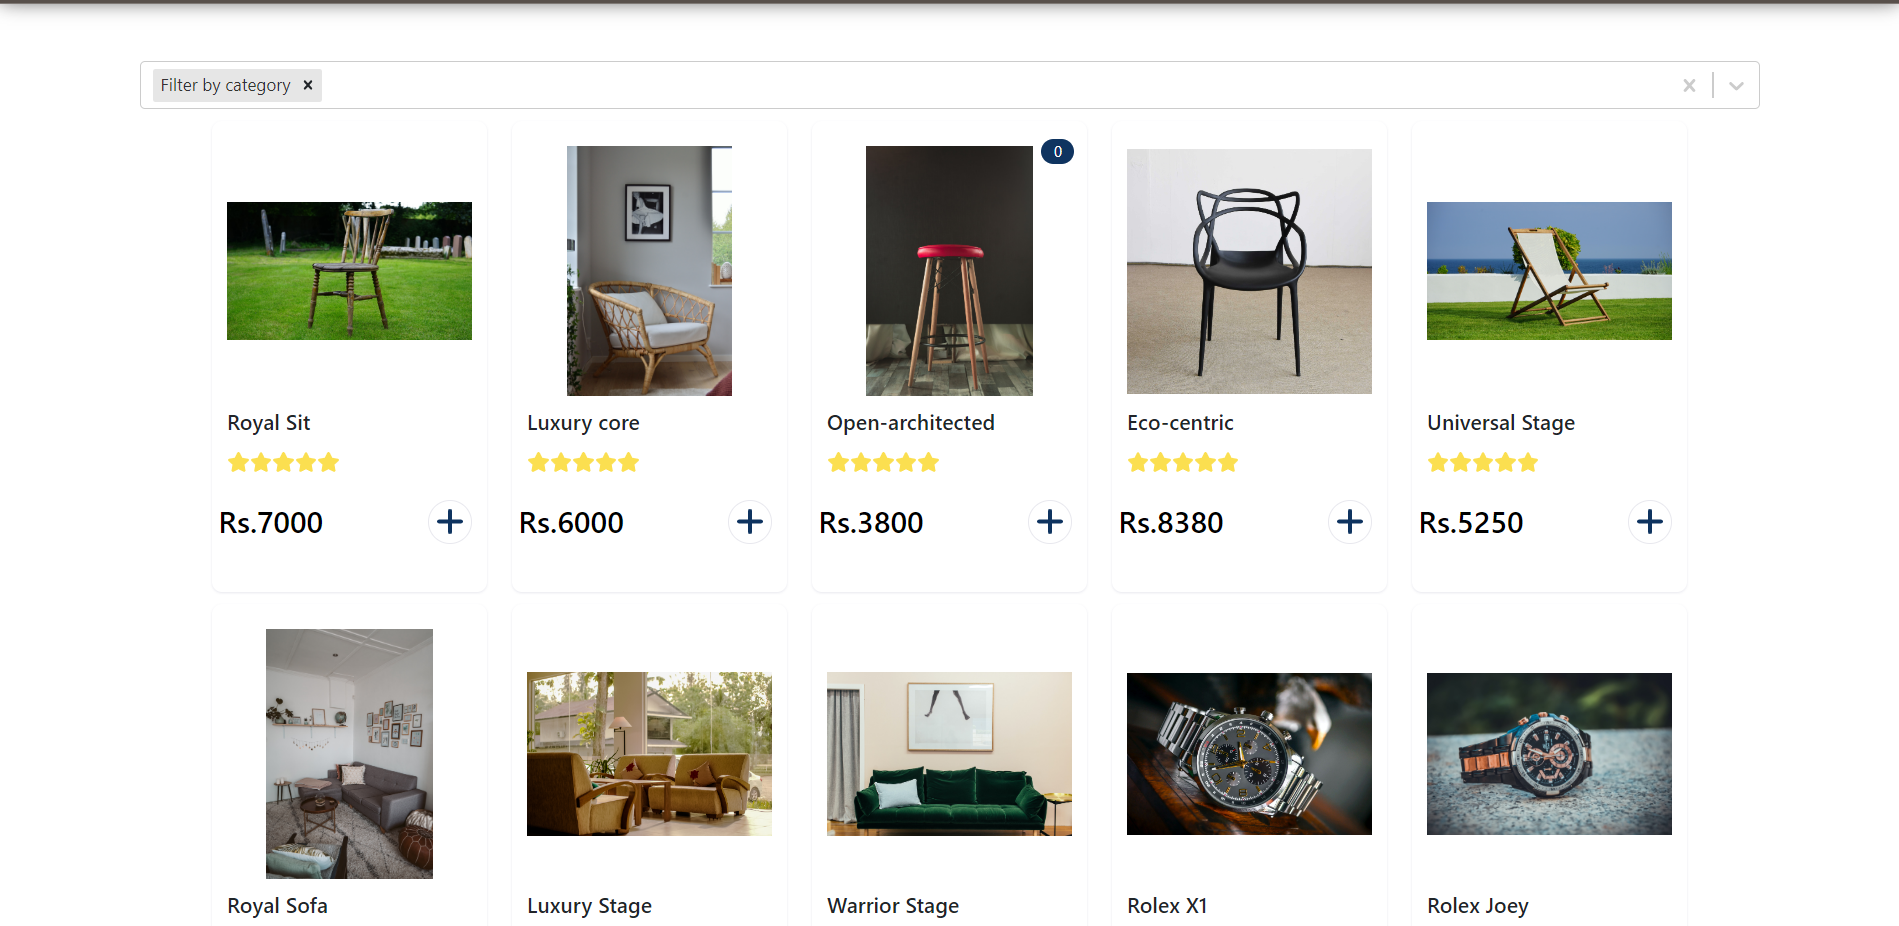 Filter by category
0
Royal Sit
Luxury core
Open-architected
Eco-centric
Universal Stage
Rs.7000
Rs.6000
Rs.3800
Rs.8380
Rs.5250
Royal Sofa
Luxury Stage
Warrior Stage
Rolex X1
Rolex Joey